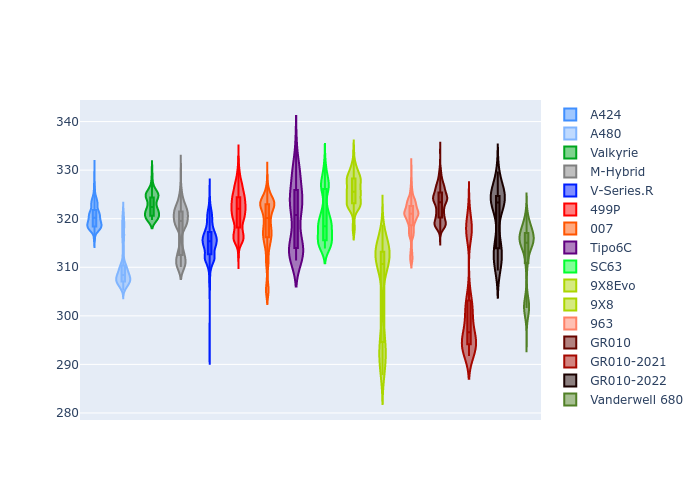 340
330
320
310
300
290
280
A424
A480
Valkyrie
M-Hybrid
V-Series.R
499P
007
Tipo6C
SC63
9X8Evo
9X8
963
GR010
GR010-2021
GR010-2022
Vanderwell 680